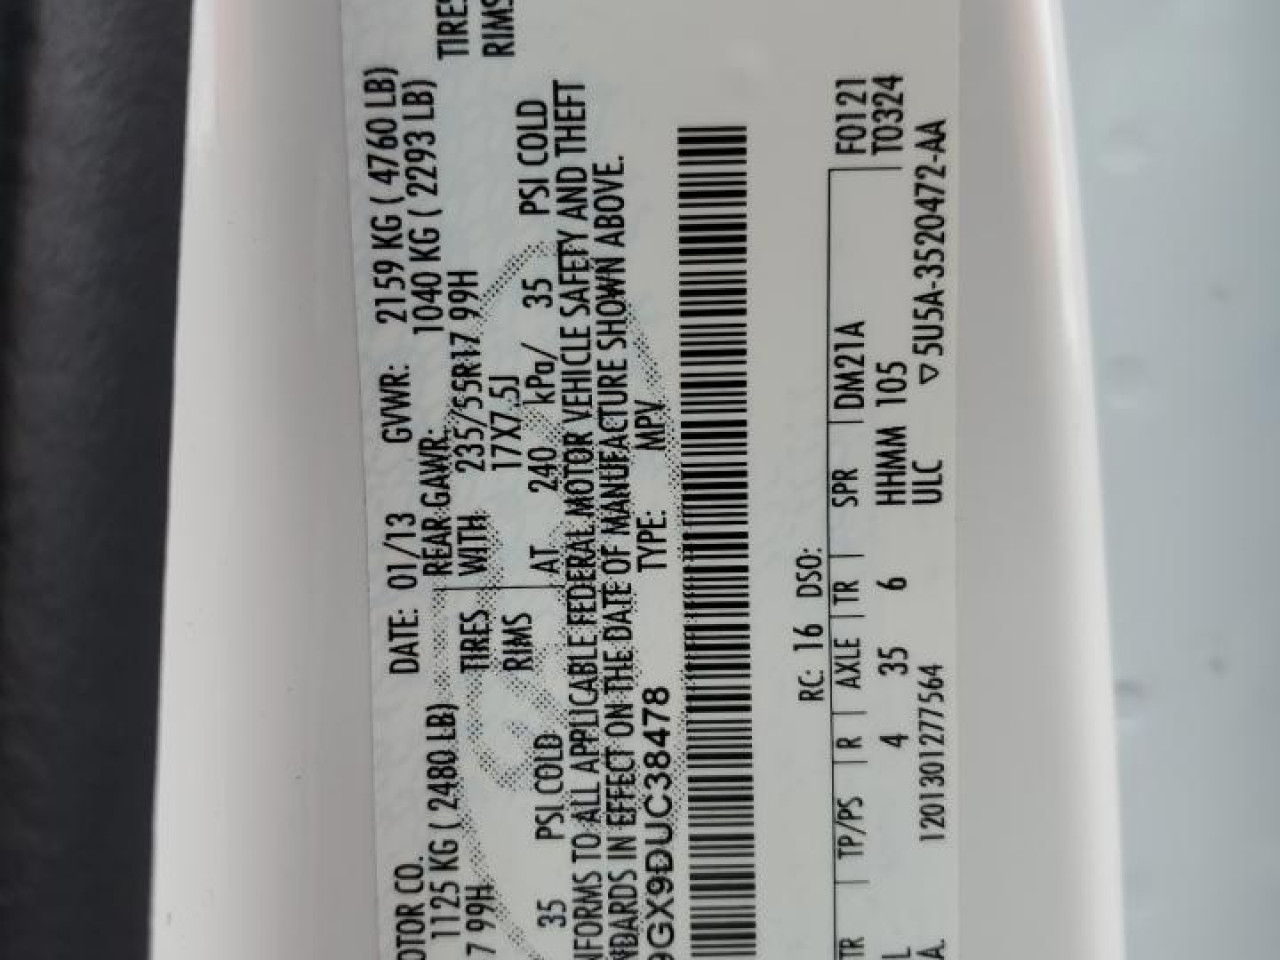 OTOR CO. DATE: 01/13 GVWR: 2159 KG ( 4760 LB)
1125 KG ( 2480 LB) REAR GAWR: 1040 KG ( 2293 LB)
7 99H TIRES WITH 235/55R17 99H TIRES
RIMS 17X7.5J RIMS
35 PSI COLD AT 240 kPa/ 35 PSI COLD
NFORMS TO ALL APPLICABLE FEDERAL MOTOR VEHICLE SAFETY AND THEFT
NDARDS IN EFFECT ON THE DATE OF MANUFACTURE SHOWN ABOVE.
9GX9DUC38478 TYPE: MPV
RC: 16 DSO:
TR TP/PS R AXLE TR SPR DM21A F0121
L 4 35 6 HHMM 105 T0324
A. 1201301277564 ULC ▽5U5A-3520472-AA